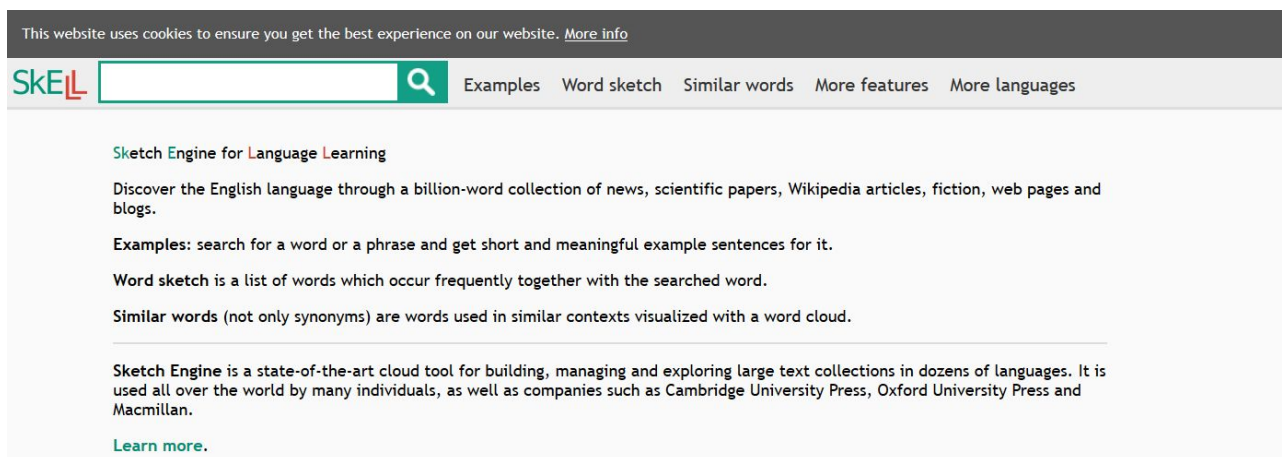 This website uses cookies to ensure you get the best experience on our website. More info
SkELL Examples Word sketch Similar words More features More languages
Sketch Engine for Language Learning
Discover the English language through a billion-word collection of news, scientific papers, Wikipedia articles, fiction, web pages and
blogs.
Examples: search for a word or a phrase and get short and meaningful example sentences for it.
Word sketch is a list of words which occur frequently together with the searched word.
Similar words (not only synonyms) are words used in similar contexts visualized with a word cloud.
Sketch Engine is a state-of-the-art cloud tool for building, managing and exploring large text collections in dozens of languages. It is
used all over the world by many individuals, as well as companies such as Cambridge University Press, Oxford University Press and
Macmillan.
Learn more.